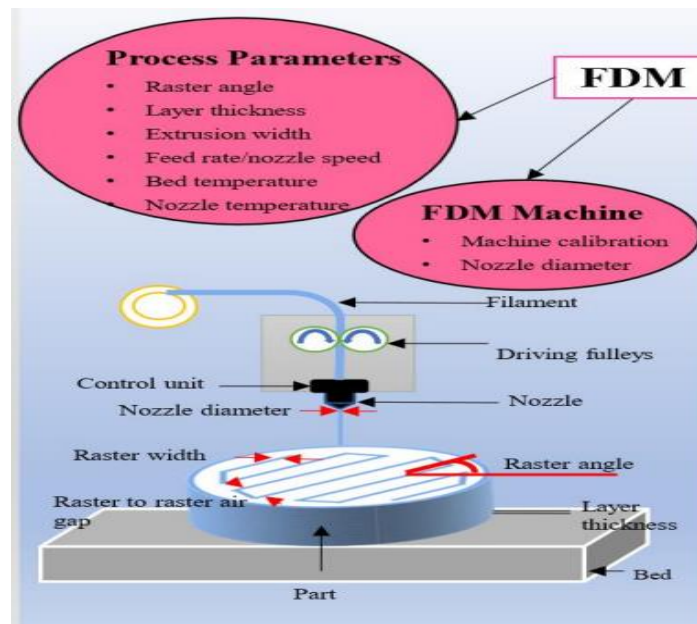 Process Parameters
• Raster angle
• Layer thickness
• Extrusion width
• Feed rate/nozzle speed
• Bed temperature
• Nozzle temperature
FDM
FDM Machine
• Machine calibration
• Nozzle diameter
Filament
Driving fulleys
Control unit
Nozzle
Nozzle diameter
Raster width
Raster angle
Raster to raster air
gap
Layer
thickness
Bed
Part